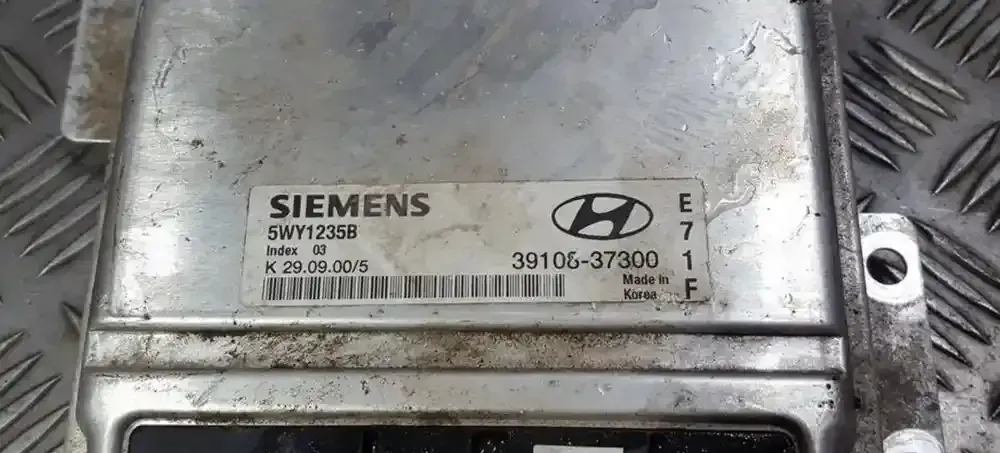 SIEMENS
5WY1235B
Index 03
K 29.09.00/5
39106-37300
Made in
Korea
E
7
1
F